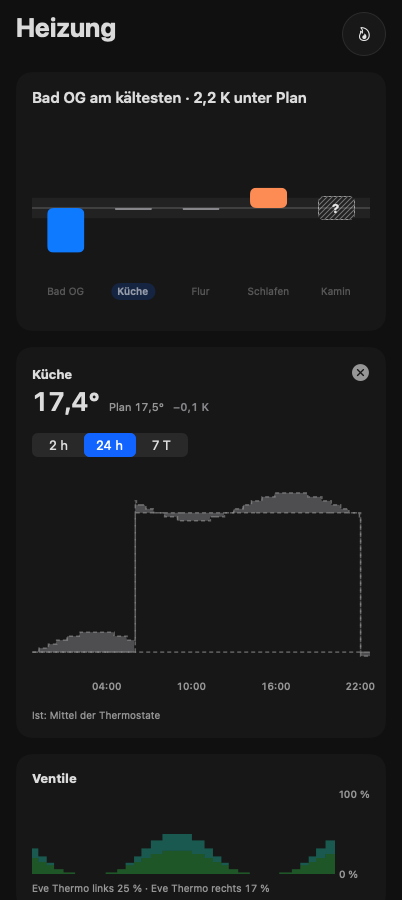 Heizung
Bad OG am kältesten · 2,2 K unter Plan
?
Bad OG Küche Flur Schlafen Kamin
Küche
17,4° Plan 17,5° −0,1 K
2 h 24 h 7 T
04:00 10:00 16:00 22:00
Ist: Mittel der Thermostate
Ventile
100 %
0 %
Eve Thermo links 25 % · Eve Thermo rechts 17 %